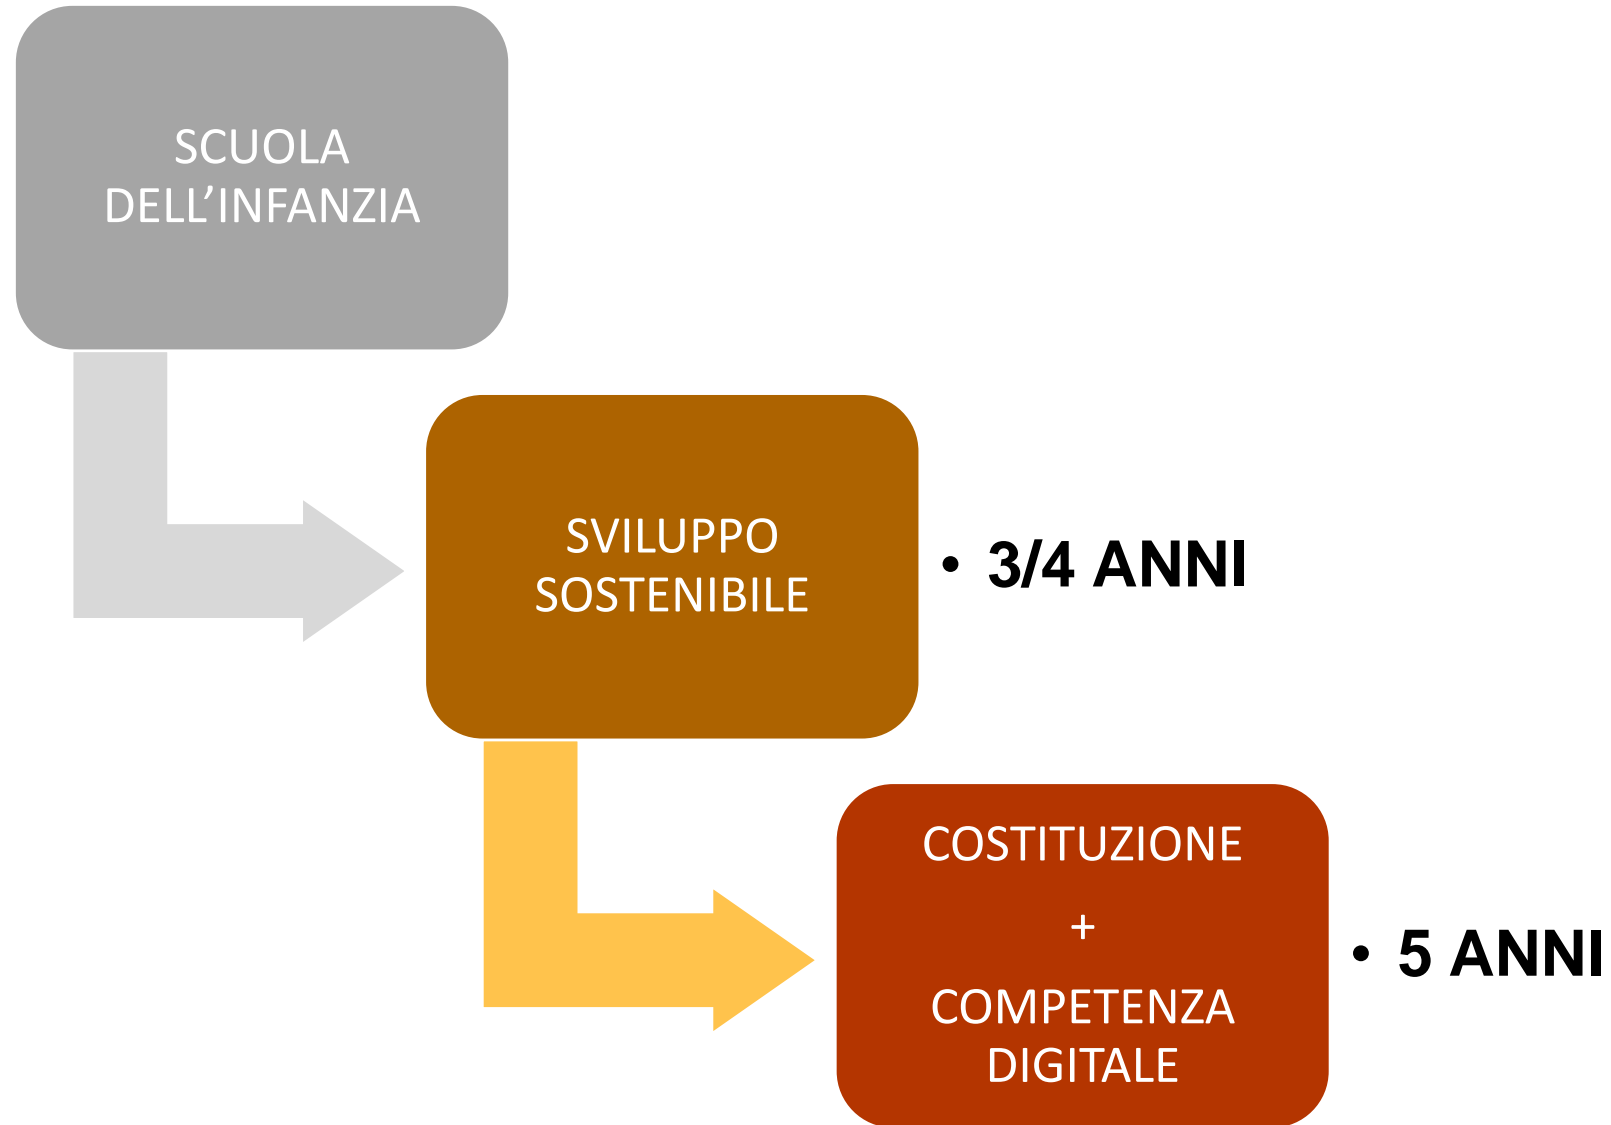 SCUOLA
DELL’INFANZIA
SVILUPPO
SOSTENIBILE
• 3/4 ANNI
COSTITUZIONE
+
COMPETENZA
DIGITALE
• 5 ANNI